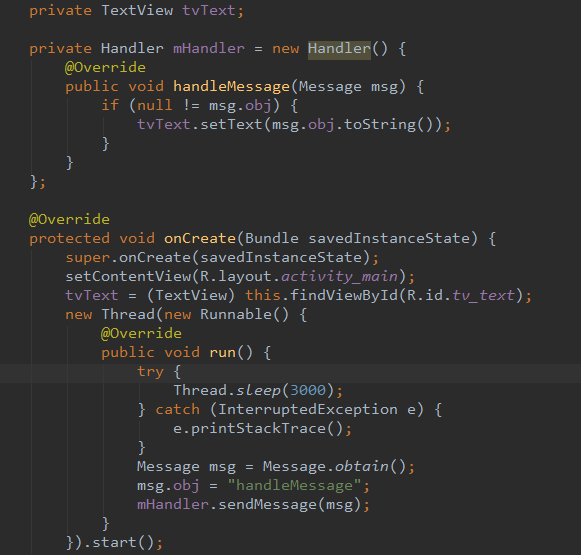 private TextView tvText;
private Handler mHandler = new Handler() {
@Override
public void handleMessage(Message msg) {
if (null != msg.obj) {
tvText.setText(msg.obj.toString());
}
}
};
@Override
protected void onCreate(Bundle savedInstanceState) {
super.onCreate(savedInstanceState);
setContentView(R.layout.activity_main);
tvText = (TextView) this.findViewById(R.id.tv_text);
new Thread(new Runnable() {
@Override
public void run() {
try {
Thread.sleep(3000);
} catch (InterruptedException e) {
e.printStackTrace();
}
Message msg = Message.obtain();
msg.obj = "handleMessage";
mHandler.sendMessage(msg);
}
}).start();